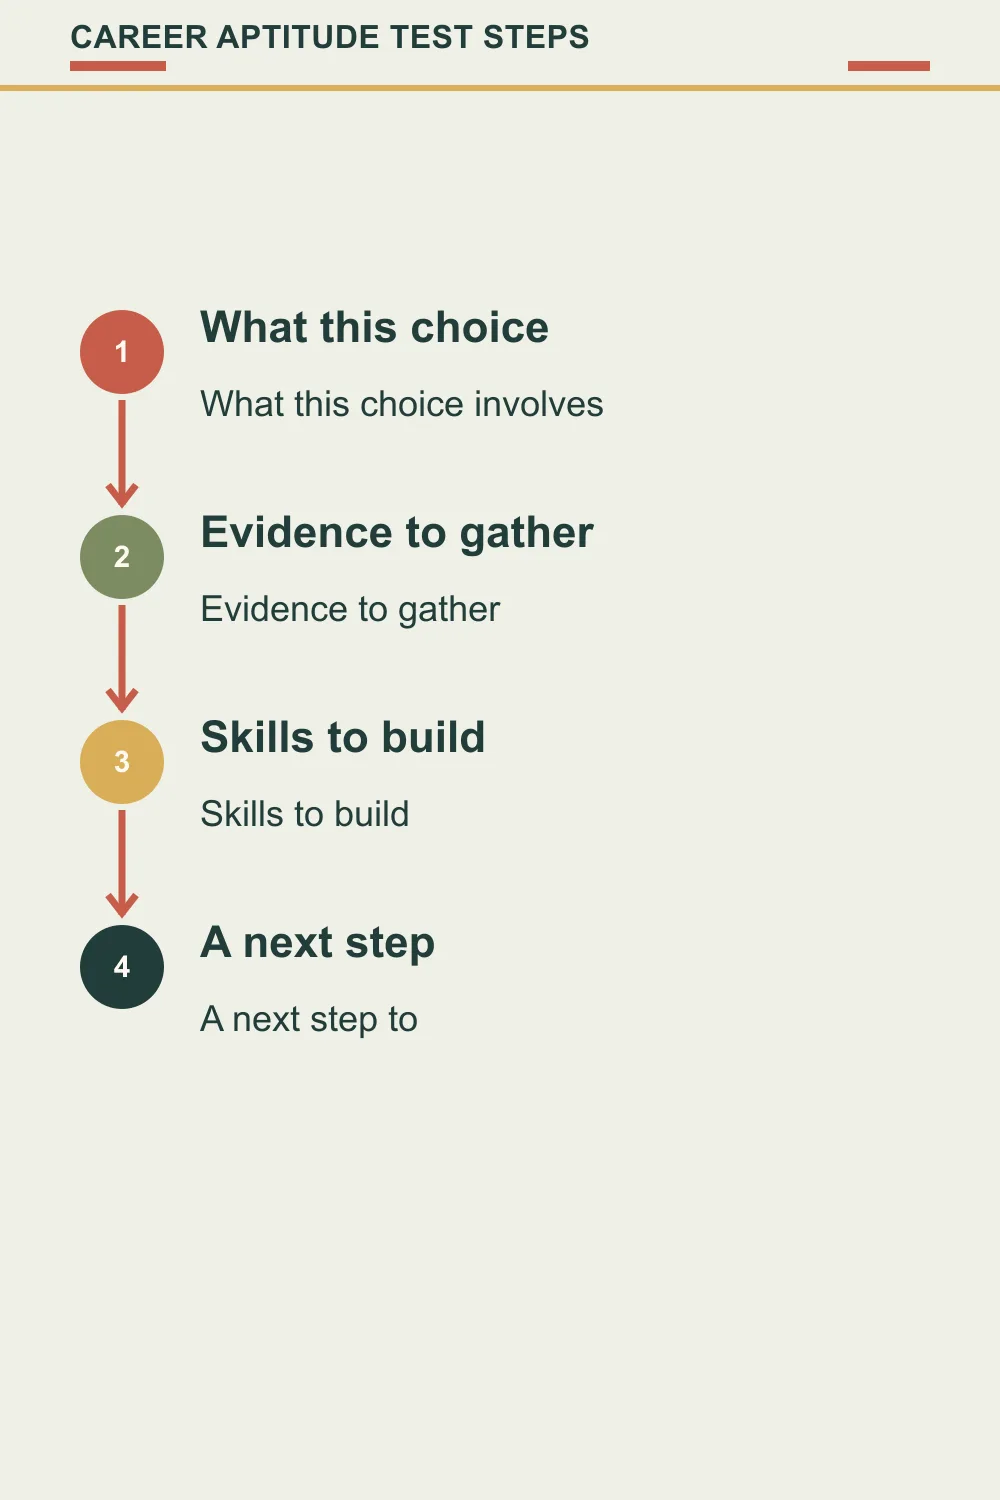 CAREER APTITUDE TEST STEPS
1
What this choice
What this choice involves
2
Evidence to gather
Evidence to gather
3
Skills to build
Skills to build
4
A next step
A next step to